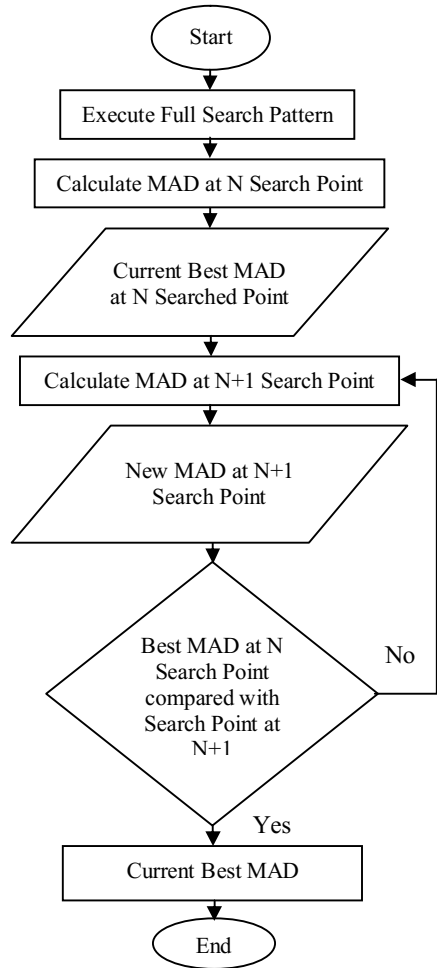 Start
Execute Full Search Pattern
Calculate MAD at N Search Point
Current Best MAD
at N Searched Point
Calculate MAD at N+1 Search Point
New MAD at N+1
Search Point
Best MAD at N
Search Point
compared with
Search Point at
N+1
No
Yes
Current Best MAD
End